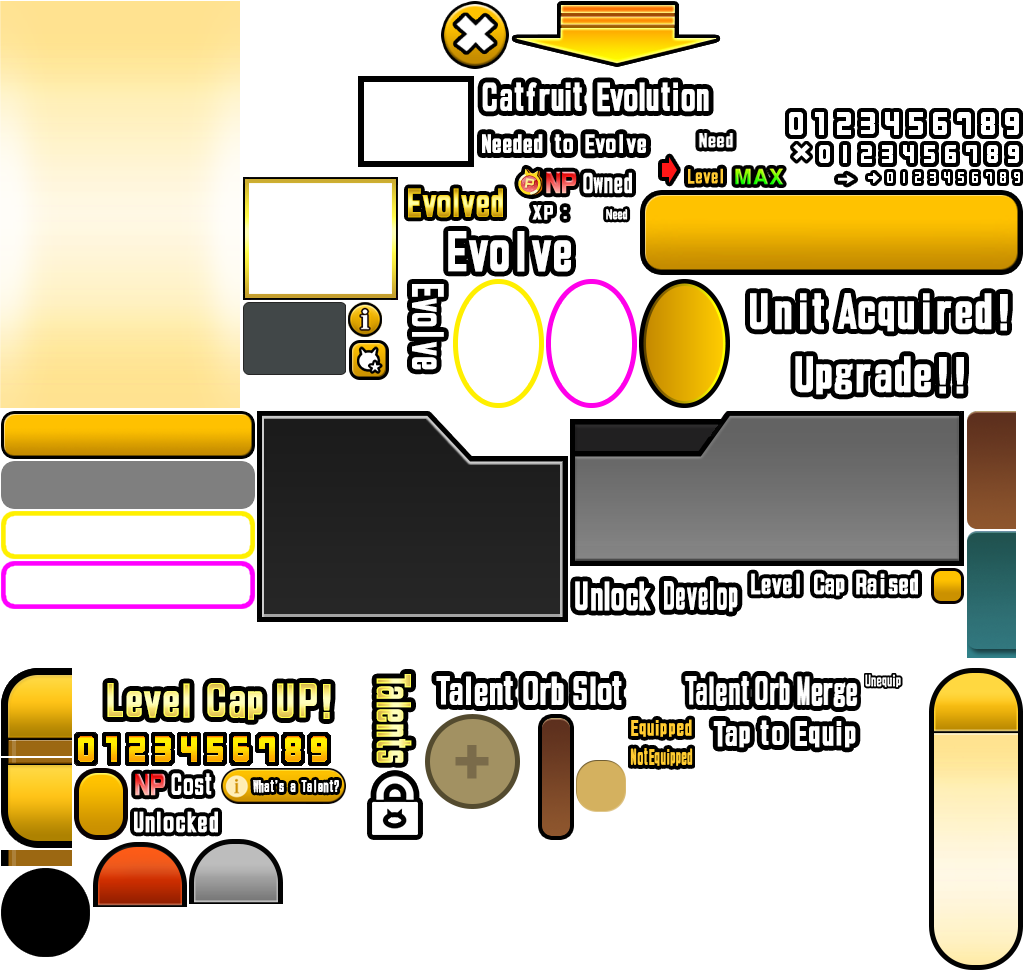 Catfruit Evolution
Needed to Evolve
Need
0123456789
×0123456789
Level MAX
→ →0123456789
NP Owned
Evolved
XP :
Need
Evolve
Evolve
i
Unit Acquired!
Upgrade!!
Unlock Develop
Level Cap Raised
Level Cap UP!
0123456789
NP Cost
i What's a Talent?
Unlocked
Talents
Talent Orb Slot
Equipped
NotEquipped
Talent Orb Merge
Unequip
Tap to Equip